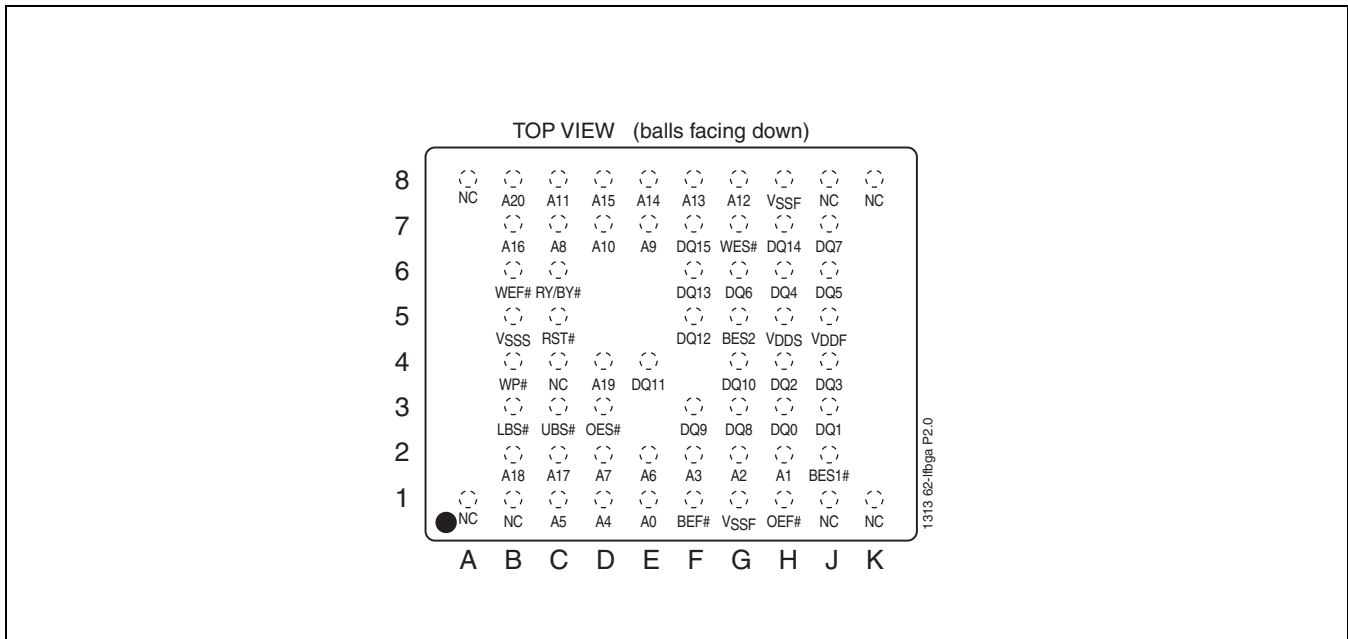 TOP VIEW (balls facing down)
8
NC A20 A11 A15 A14 A13 A12 VSSF NC NC
7
A16 A8 A10 A9 DQ15 WES# DQ14 DQ7
6
WEF# RY/BY# DQ13 DQ6 DQ4 DQ5
5
VSSS RST# DQ12 BES2 VDDS VDDF
4
WP# NC A19 DQ11 DQ10 DQ2 DQ3
3
LBS# UBS# OES# DQ9 DQ8 DQ0 DQ1
2
A18 A17 A7 A6 A3 A2 A1 BES1#
1
NC NC A5 A4 A0 BEF# VSSF OEF# NC NC
A B C D E F G H J K
1313 62-lfbga P2.0